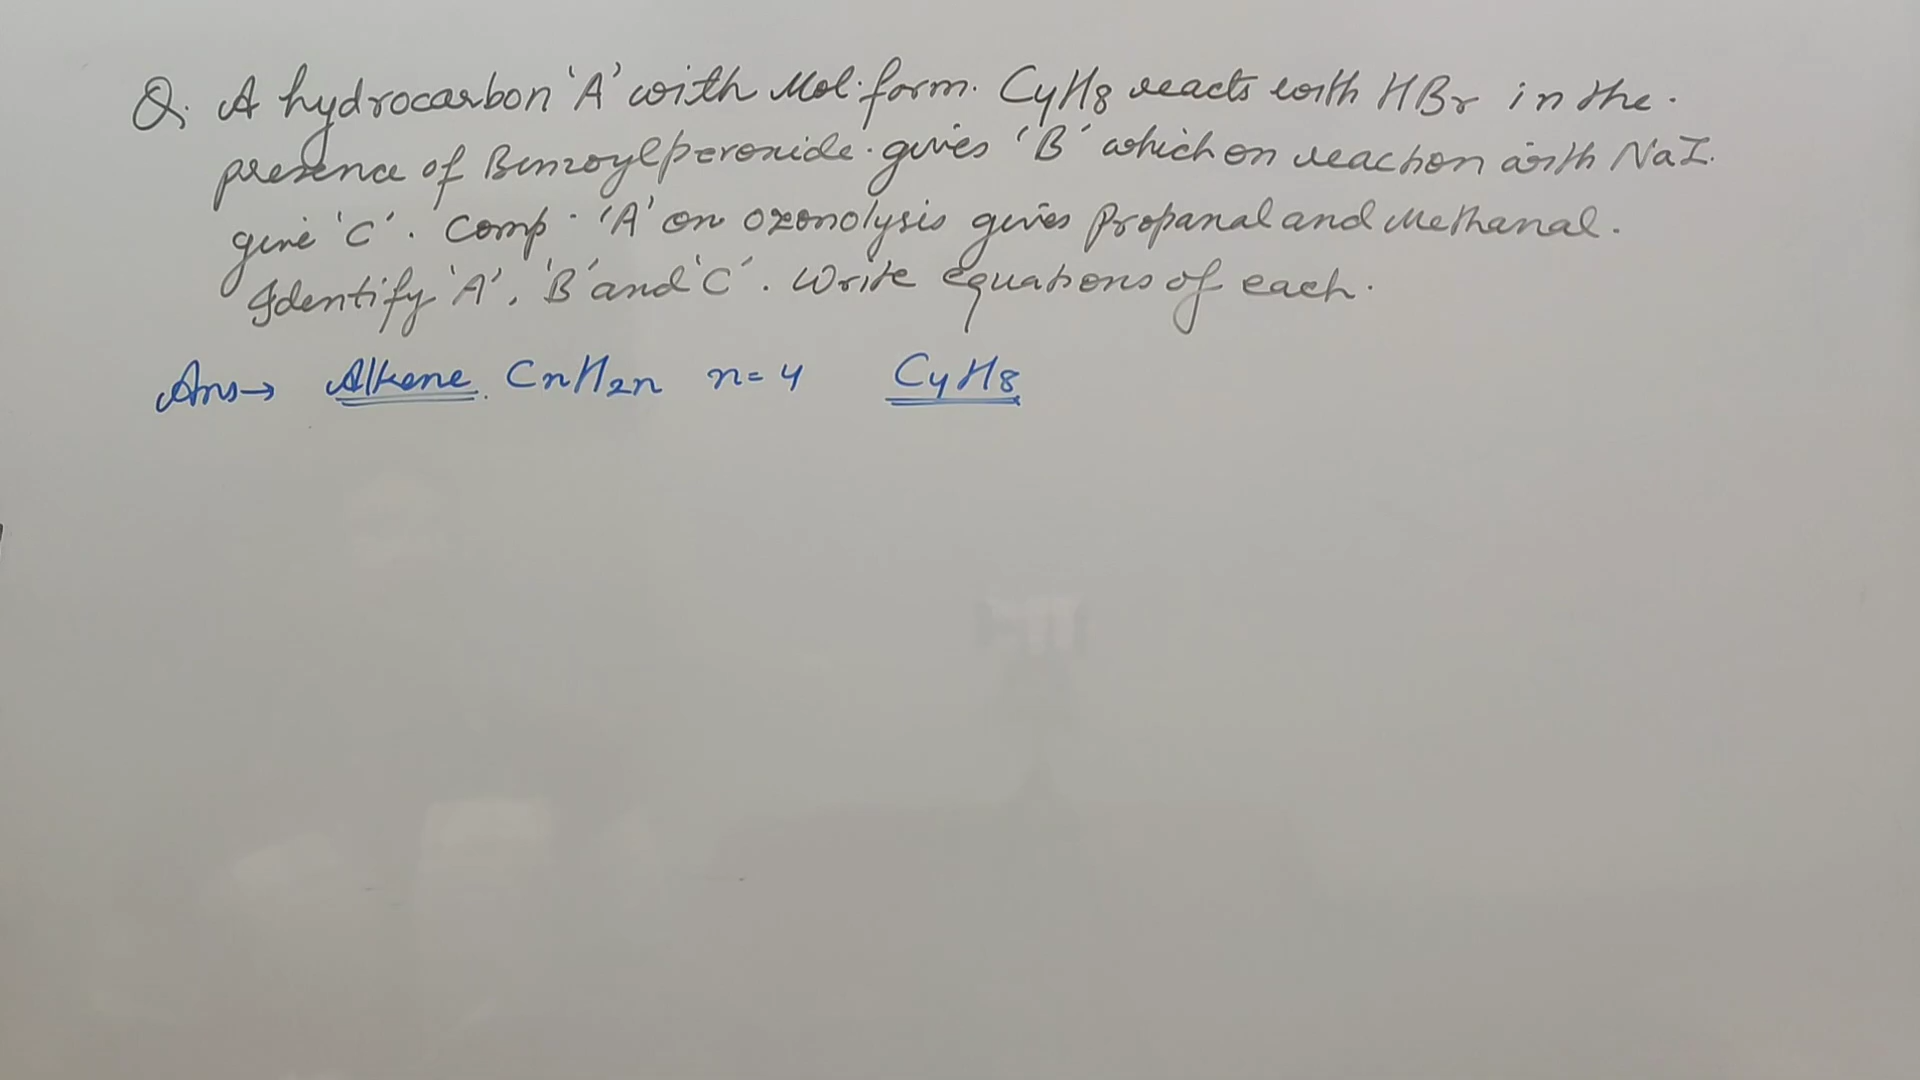 Q. A hydrocarbon 'A' with Mol. form. C4H8 reacts with HBr in the.
presence of Benzoylperoxide. gives 'B' which on reaction with NaI.
give 'C'. Comp. 'A' on ozonolysis gives Propanal and Methanal.
Identify 'A', 'B' and 'C'. Write equations of each.
Ans→ Alkene. CnH2n n=4 C4H8